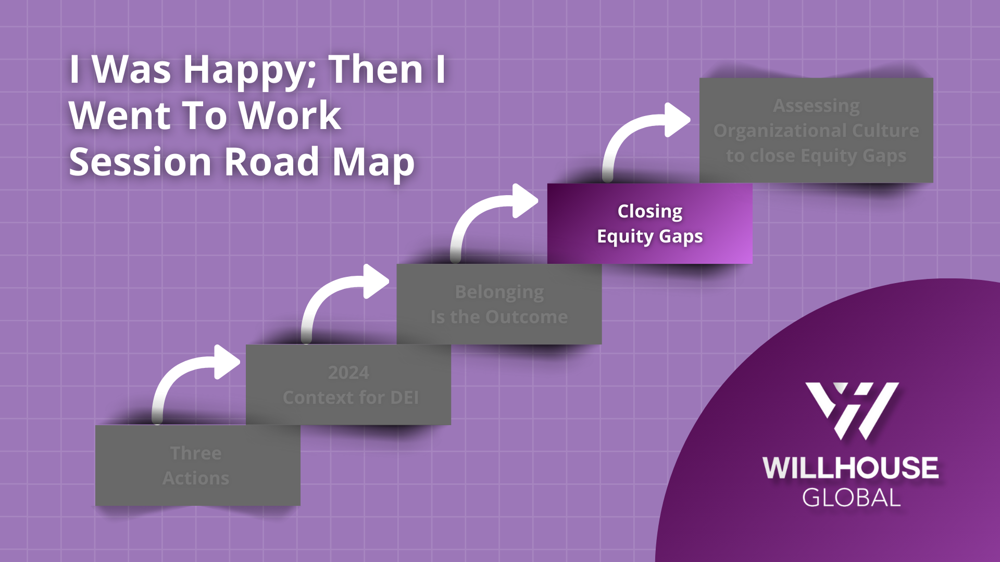 I Was Happy; Then I
Went To Work
Session Road Map
Assessing
Organizational Culture
to close Equity Gaps
Closing
Equity Gaps
Belonging
Is the Outcome
2024
Context for DEI
Three
Actions
WILLHOUSE
GLOBAL